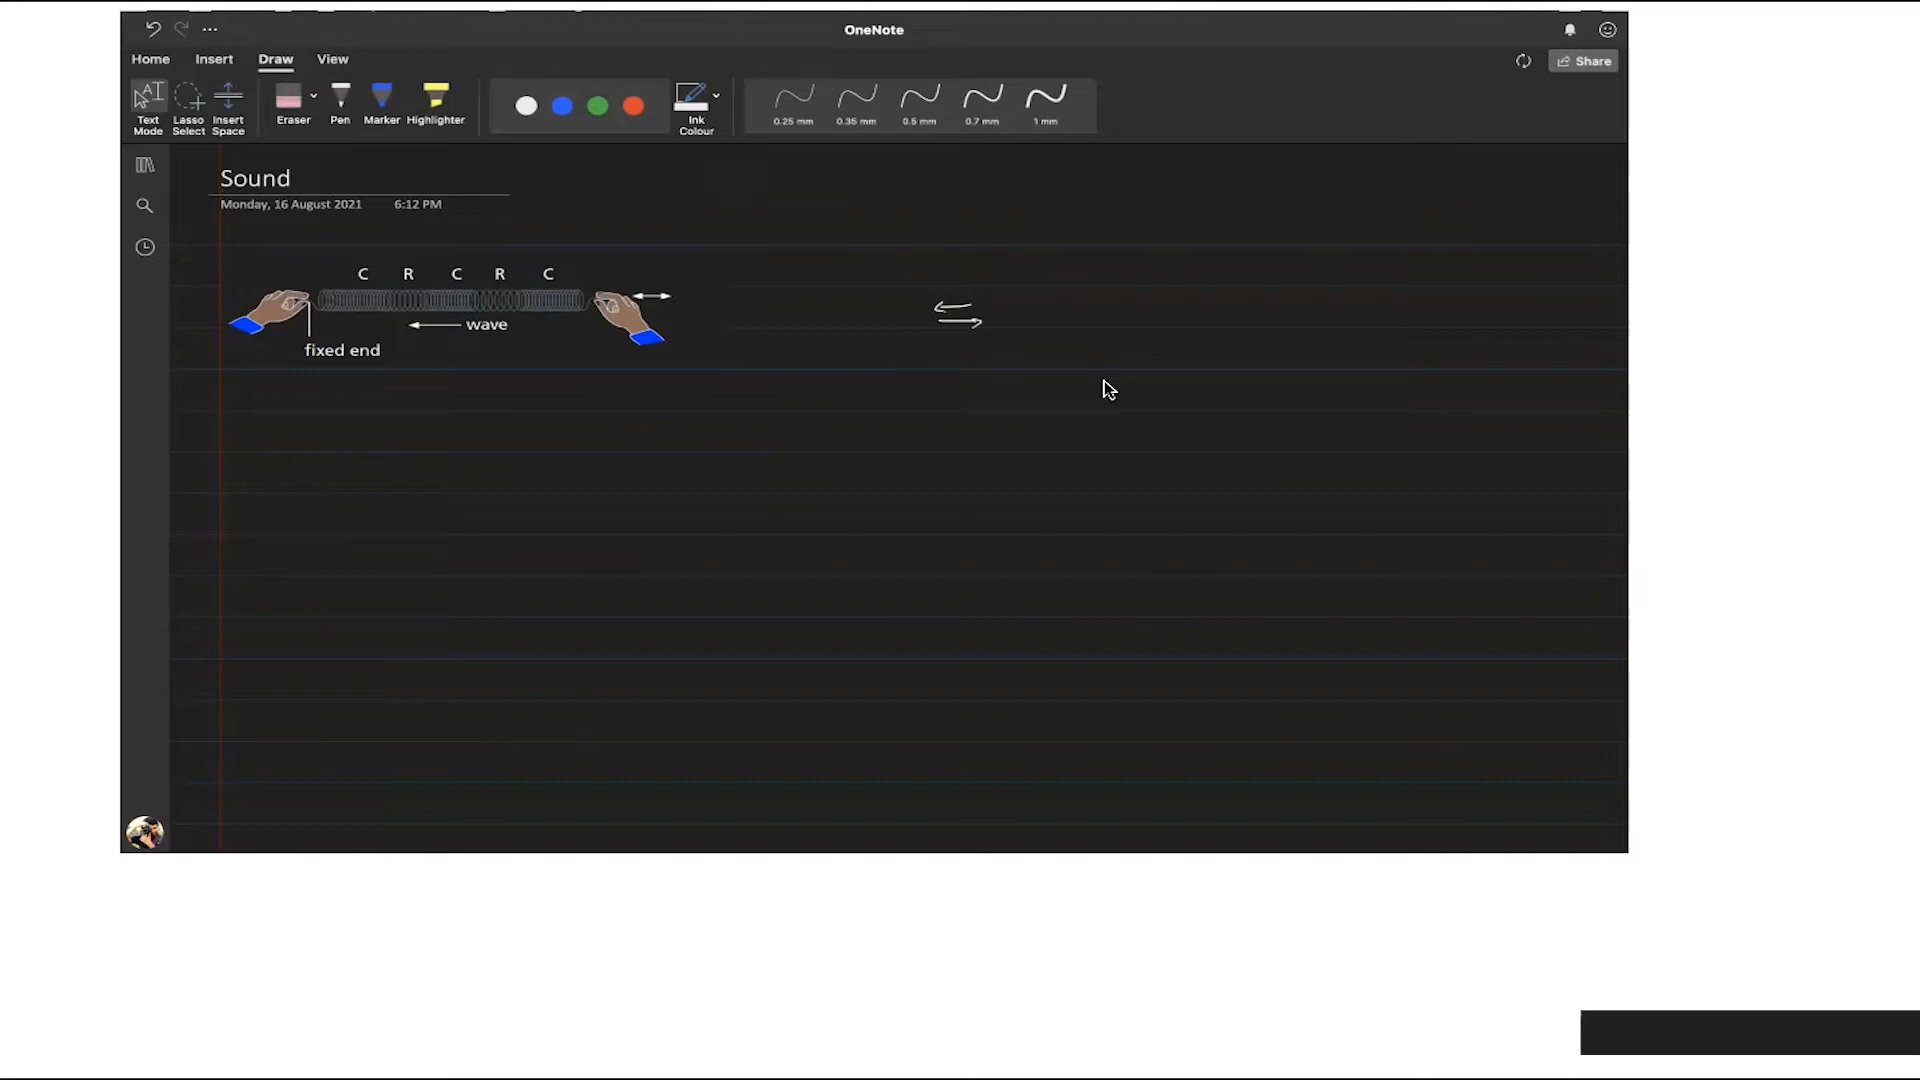 OneNote
Home Insert Draw View
Share
Text Mode Lasso Select Insert Space Eraser Pen Marker Highlighter Ink Colour 0.25 mm 0.35 mm 0.5 mm 0.7 mm 1 mm
Sound
Monday, 16 August 2021 6:12 PM
C R C R C
wave
fixed end